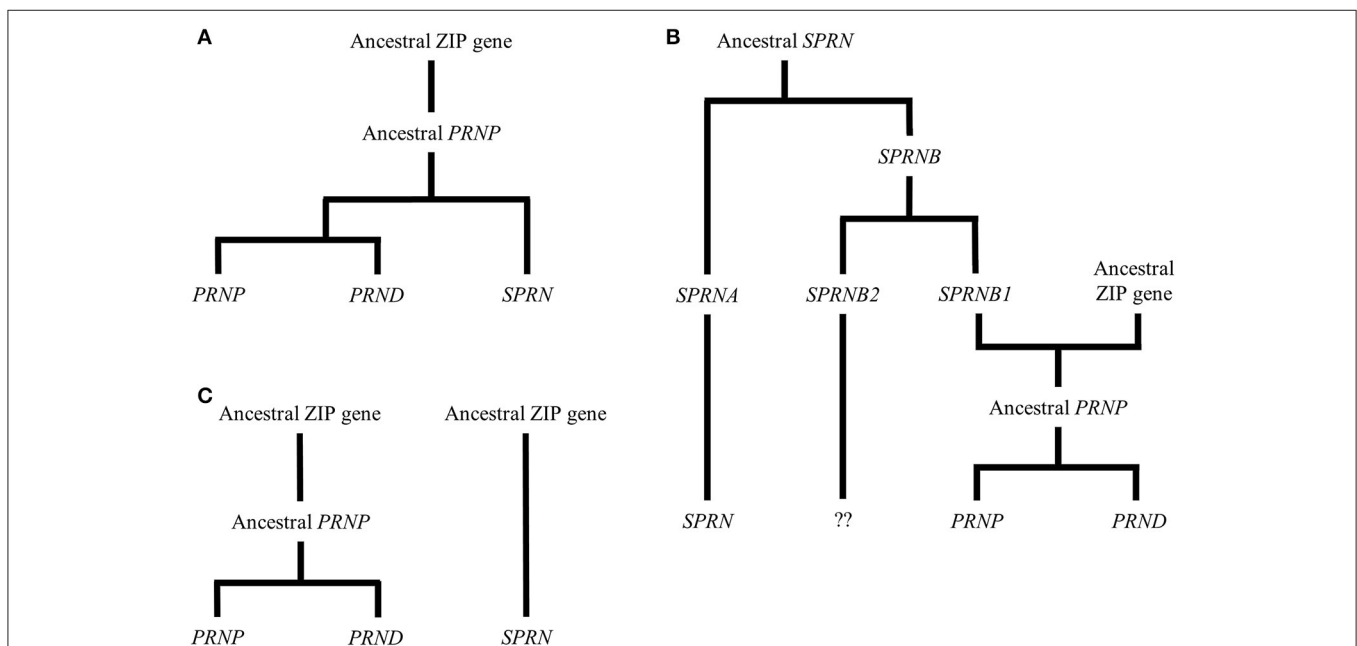 A
Ancestral ZIP gene
Ancestral PRNP
PRNP PRND SPRN
B
Ancestral SPRN
SPRNB
SPRNA SPRNB2 SPRNB1
Ancestral
ZIP gene
Ancestral PRNP
SPRN ?? PRNP PRND
C
Ancestral ZIP gene Ancestral ZIP gene
Ancestral PRNP
PRNP PRND SPRN